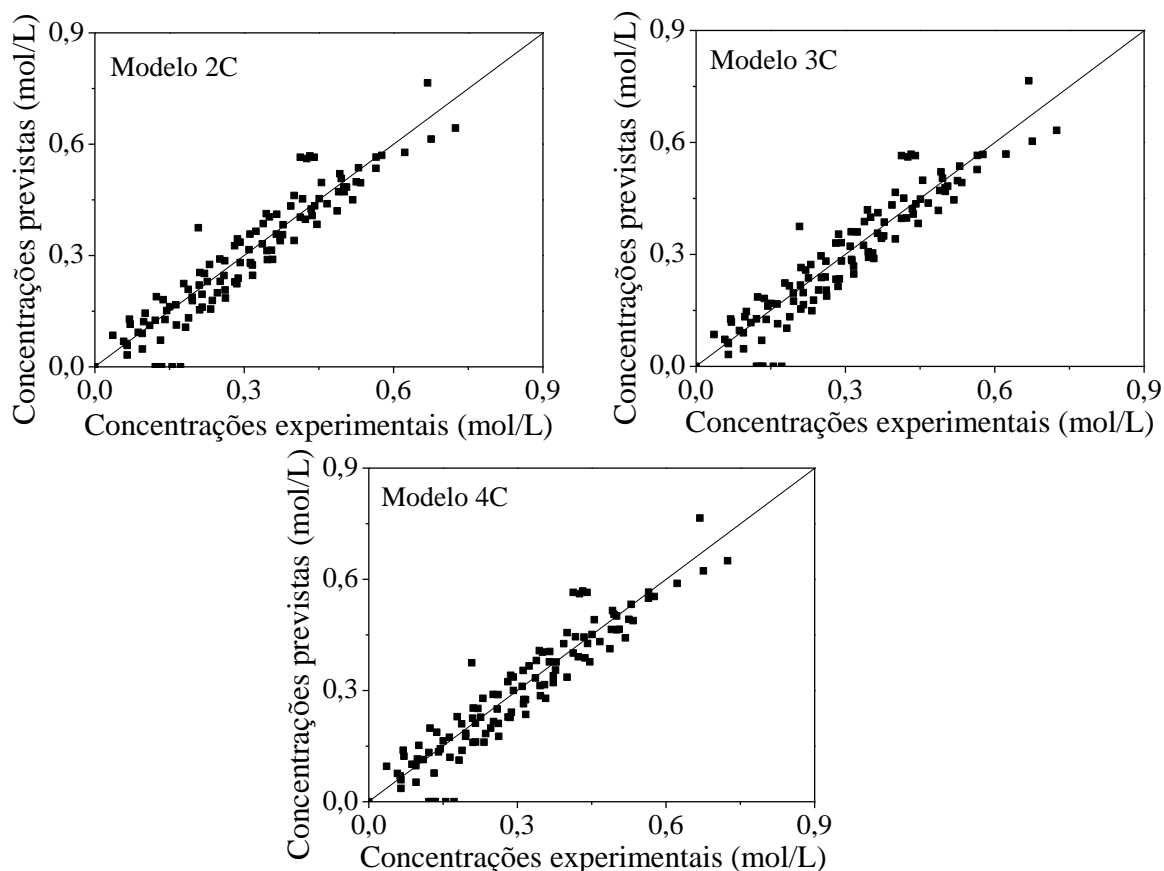 Concentrações previstas (mol/L)
0,9
0,6
0,3
0,0
Modelo 2C
0,0 0,3 0,6 0,9
Concentrações experimentais (mol/L)
Concentrações previstas (mol/L)
0,9
0,6
0,3
0,0
Modelo 3C
0,0 0,3 0,6 0,9
Concentrações experimentais (mol/L)
Concentrações previstas (mol/L)
0,9
0,6
0,3
0,0
Modelo 4C
0,0 0,3 0,6 0,9
Concentrações experimentais (mol/L)